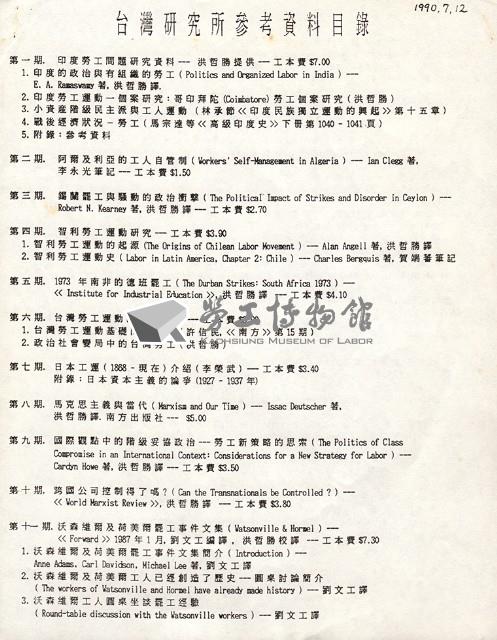 1990,7,12
台灣研究所參考資料目錄
第一期. 印度勞工問題研究資料 --- 洪哲勝提供 -- 工本費 $7.00
1. 印度的政治與有組織的勞工 ( Politics and Organized Labor in India ) ---
E. A. Ramaswamy 著, 洪哲勝譯.
2. 印度勞工運動一個案研究：哥印拜陀 (Coimbatore) 勞工個案研究 ( 洪哲勝 )
3. 小資産階級民主派與工人運動 ( 林承節 << 印度民族獨立運動的興起 >> 第十五章 )
4. 戰後經濟狀況 - 勞工 ( 馬宗達等 << 高級印度史 >> 下冊第 1040 - 1041 頁 )
5. 附錄：參考資料
第二期. 阿爾及利亞的工人自管制 (Workers' Self-Management in Algeria ) --- Ian Clegg 著,
李永光筆記 --- 工本費 $1.50
第三期. 錫蘭罷工與騷動的政治衝擊 ( The Political Impact of Strikes and Disorder in Ceylon ) ---
Robert N. Kearney 著, 洪哲勝譯 --- 工本費 $2.70
第四期. 智利勞工運動研究 --- 工本費 $3.90
1. 智利勞工運動的起源 (The Origins of Chilean Labor Movement ) --- Alan Angell 著, 洪哲勝譯
2. 智利勞工運動史 ( Labor in Latin America, Chapter 2: Chile ) --- Charles Bergquis 著, 賀端蕃筆記
第五期. 1973 年南非的德班罷工 ( The Durban Strikes: South Africa 1973 ) ---
<< Institute for Industrial Education >>, 洪哲勝譯 --- 工本費 $4.10
第六期. 台灣勞工運動
1. 台灣勞工運動基礎 許信民, << 南方 >> 第 15 期 )
2. 政治社會變局中的台灣勞工 ( 洪哲勝 )
勞工博物館
KAOHSIUNG MUSEUM OF LABOR
第七期. 日本工運 (1868 - 現在 ) 介紹 ( 李榮武 ) --- 工本費 $3.40
附錄：日本資本主義的論爭 (1927 - 1937 年)
第八期. 馬克思主義與當代 ( Marxism and Our Time ) --- Issac Deutscher 著,
洪哲勝譯. 南方出版社 --- $5.00
第九期. 國際觀點中的階級妥協政治 --- 勞工新策略的思索 ( The Politics of Class
Compromise in an International Context: Considerations for a New Strategy for Labor ) ---
Cardyn Howe 著, 洪哲勝譯 --- 工本費 $3.50
第十期. 跨國公司控制得了嗎？( Can the Transnationals be Controlled ? ) ---
<< World Marxist Review >>, 洪哲勝譯 --- 工本費 $3.80
第十一期. 沃森維爾及荷美爾罷工事件文集 ( Watsonville & Hormel ) ---
<< Forward >> 1987 年 1 月, 劉文工編譯, 洪哲勝校譯 --- 工本費 $7.30
1. 沃森維爾及荷美爾罷工事件文集簡介 ( Introduction ) ---
Anne Adams, Carl Davidson, Michael Lee 著, 劉文工譯
2. 沃森維爾及荷美爾工人已經創造了歷史 --- 圓桌討論簡介
( The workers of Watsonville and Hormel have already made history ) --- 劉文工譯
3. 沃森維爾工人圓桌坐談罷工經驗
( Round-table discussion with the Watsonville workers ) --- 劉文工譯